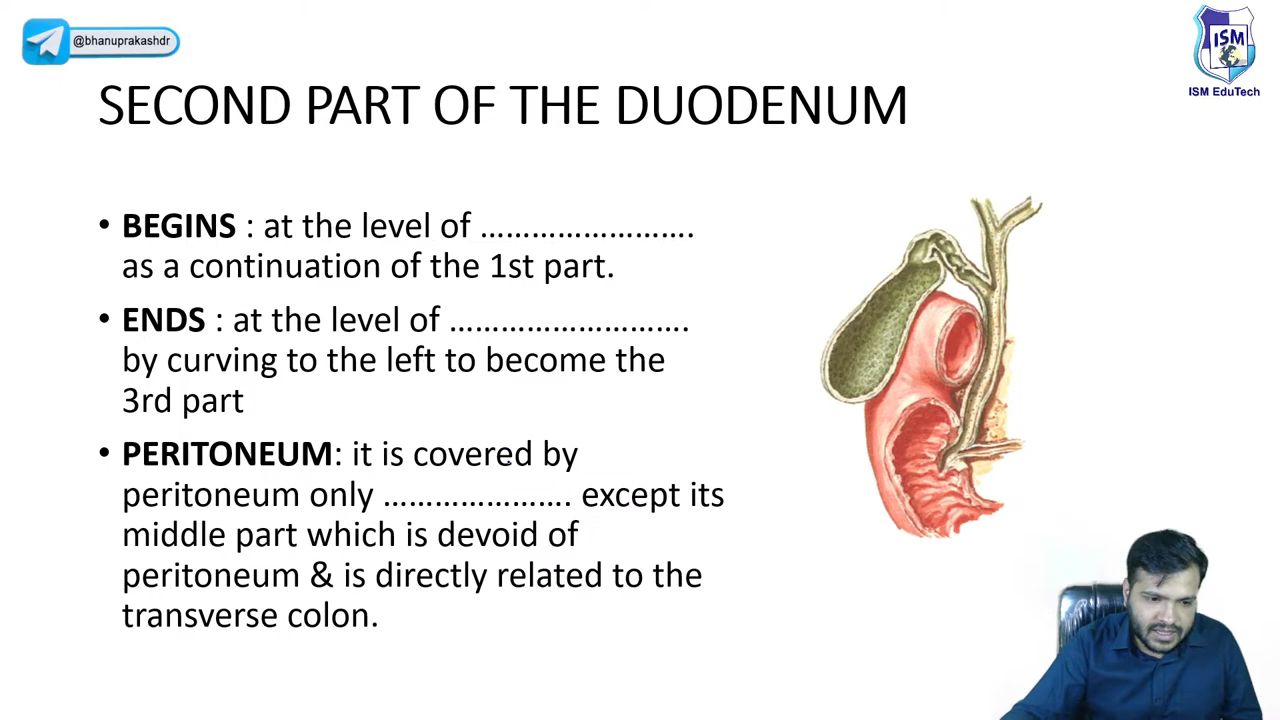 @bhanuprakashdr
ISM
ISM EduTech
SECOND PART OF THE DUODENUM
• BEGINS : at the level of …………………….
as a continuation of the 1st part.
• ENDS : at the level of ……………………….
by curving to the left to become the
3rd part
• PERITONEUM: it is covered by
peritoneum only …………………. except its
middle part which is devoid of
peritoneum & is directly related to the
transverse colon.